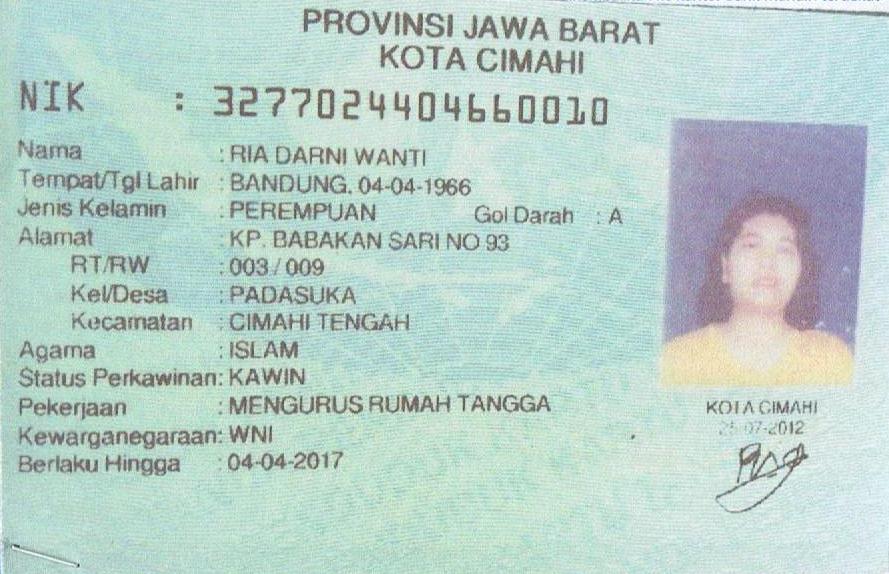 PROVINSI JAWA BARAT
KOTA CIMAHI
NIK : 3277024404660010
Nama : RIA DARNI WANTI
Tempat/Tgl Lahir : BANDUNG, 04-04-1966
Jenis Kelamin : PEREMPUAN Gol Darah : A
Alamat : KP. BABAKAN SARI NO 93
RT/RW : 003 / 009
Kel/Desa : PADASUKA
Kecamatan : CIMAHI TENGAH
Agama : ISLAM
Status Perkawinan: KAWIN
Pekerjaan : MENGURUS RUMAH TANGGA
Kewarganegaraan: WNI
Berlaku Hingga : 04-04-2017
KOTA CIMAHI
25-07-2012